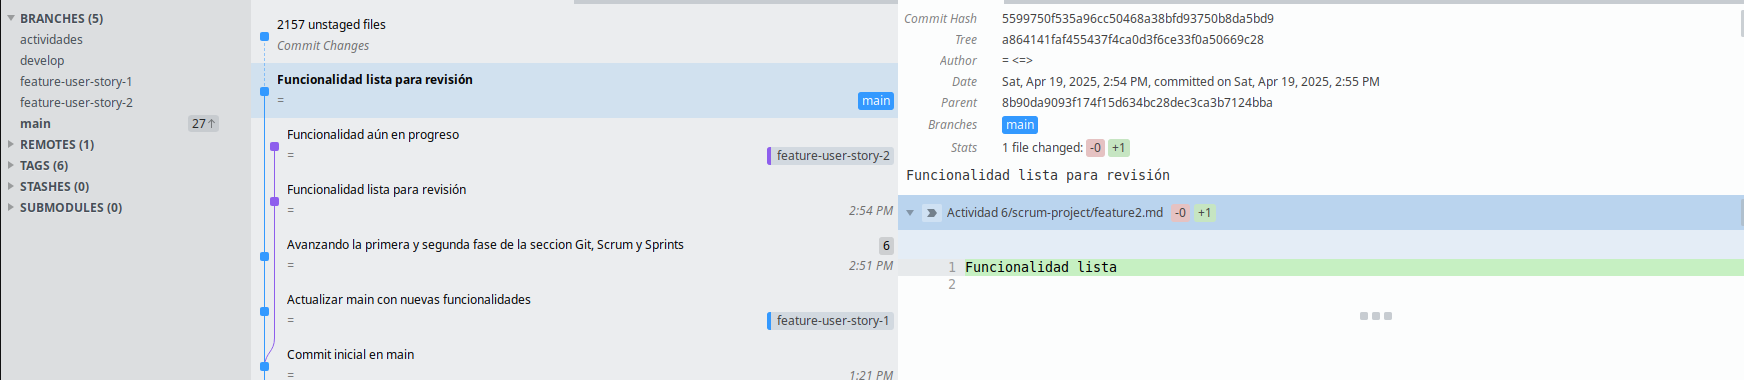 BRANCHES (5)
actividades
develop
feature-user-story-1
feature-user-story-2
main 27↑
REMOTES (1)
TAGS (6)
STASHES (0)
SUBMODULES (0)
2157 unstaged files
Commit Changes
Funcionalidad lista para revisión
= main
Funcionalidad aún en progreso
= feature-user-story-2
Funcionalidad lista para revisión
= 2:54 PM
Avanzando la primera y segunda fase de la seccion Git, Scrum y Sprints 6
= 2:51 PM
Actualizar main con nuevas funcionalidades
= feature-user-story-1
Commit inicial en main
= 1:21 PM
Commit Hash 5599750f535a96cc50468a38bfd93750b8da5bd9
Tree a864141faf455437f4ca0d3f6ce33f0a50669c28
Author = <=>
Date Sat, Apr 19, 2025, 2:54 PM, committed on Sat, Apr 19, 2025, 2:55 PM
Parent 8b90da9093f174f15d634bc28dec3ca3b7124bba
Branches main
Stats 1 file changed: -0 +1
Funcionalidad lista para revisión
Actividad 6/scrum-project/feature2.md -0 +1
1 Funcionalidad lista
2